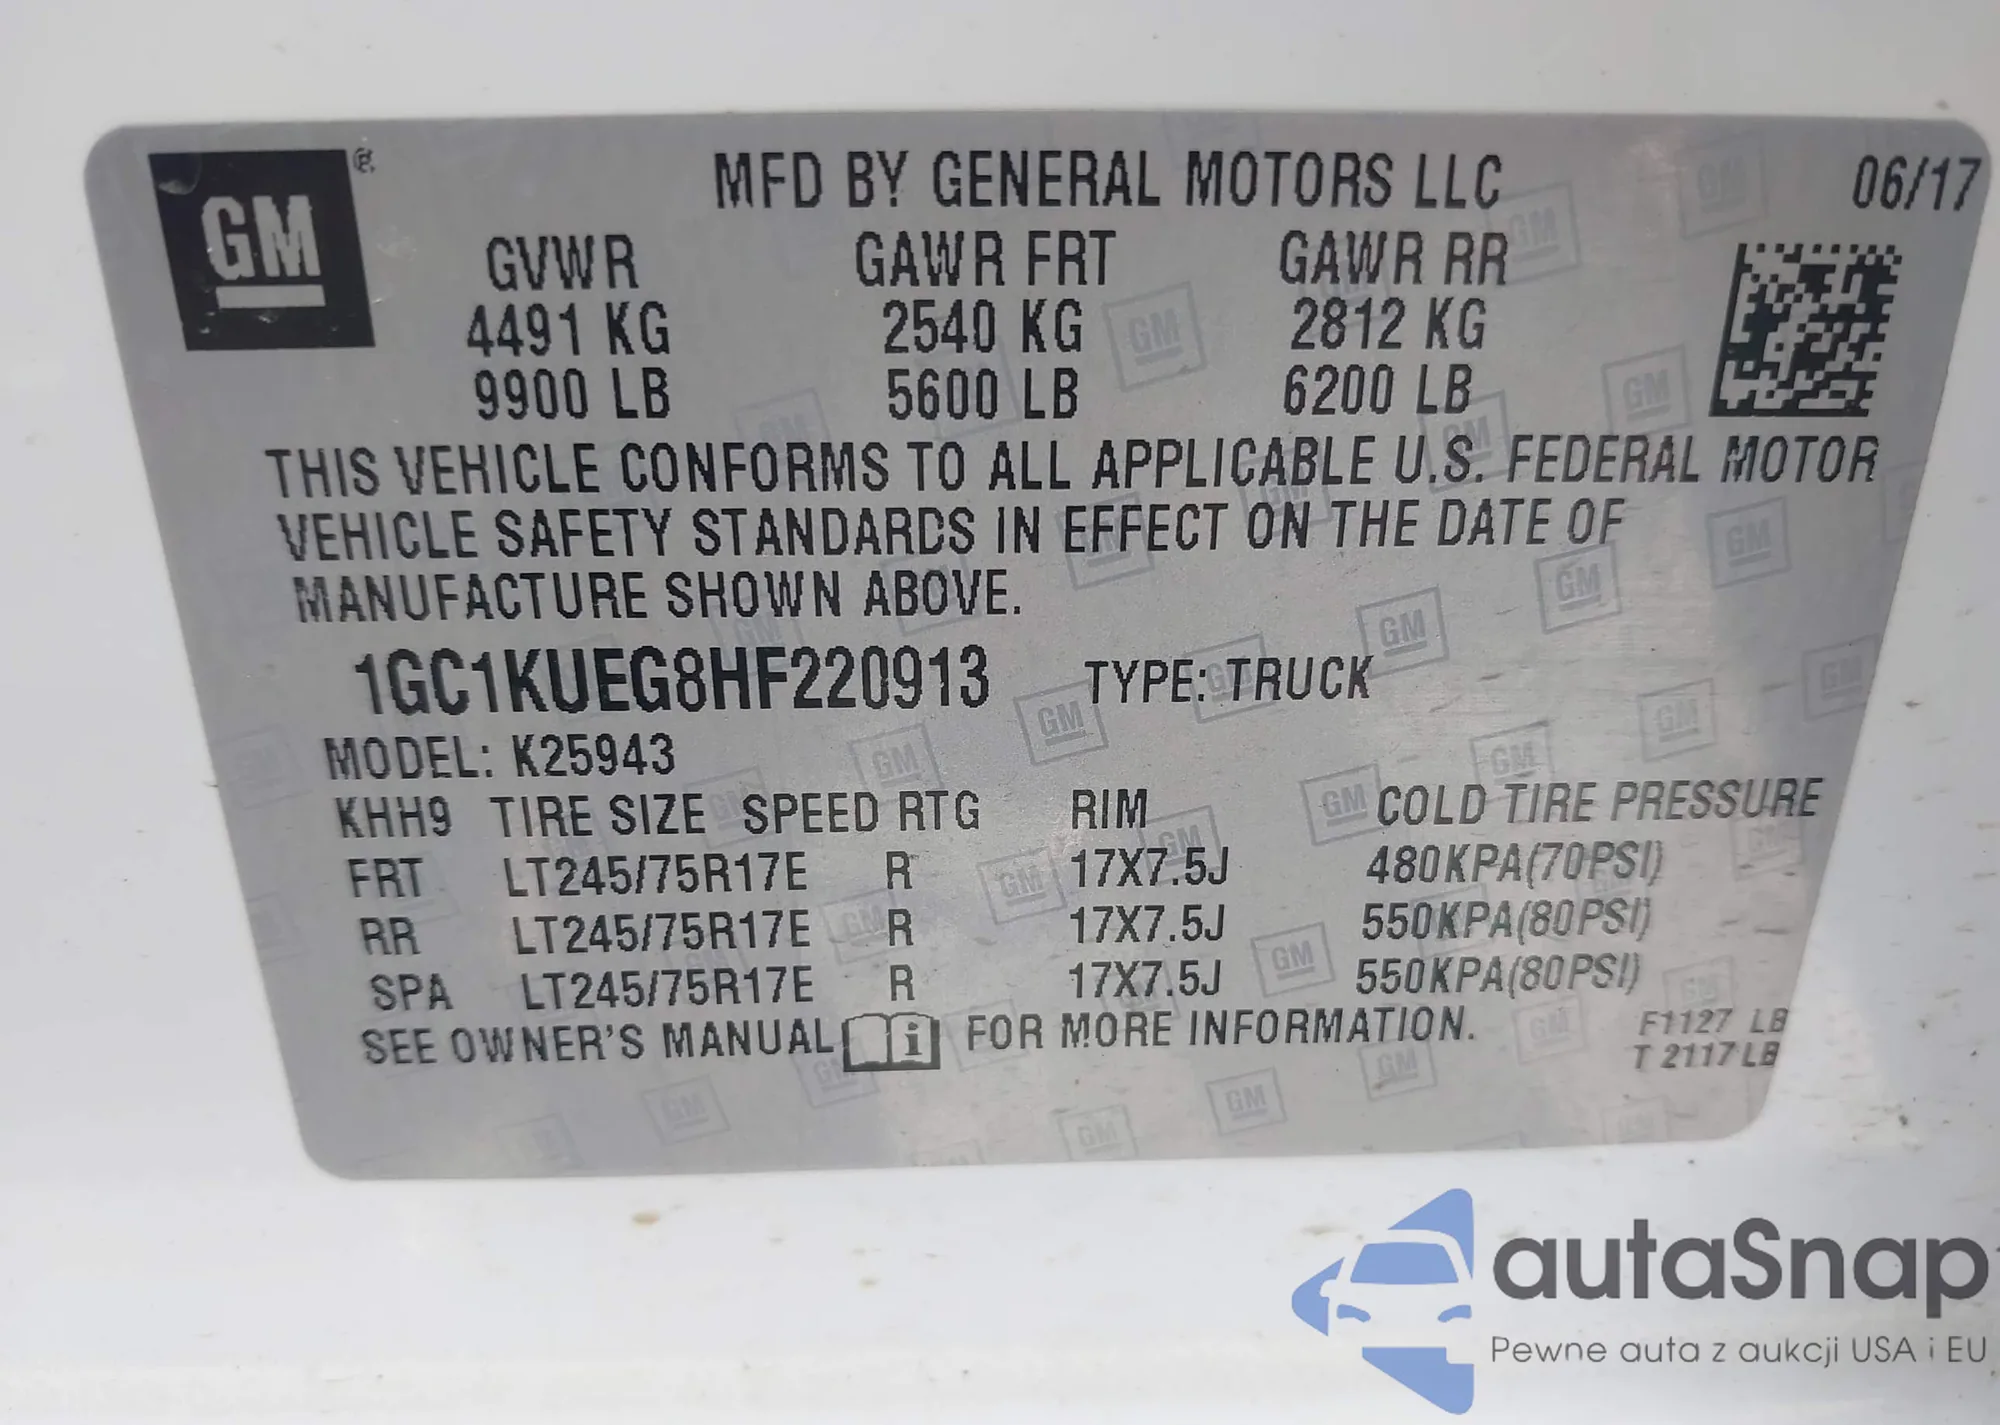 GM®
MFD BY GENERAL MOTORS LLC 06/17
GVWR GAWR FRT GAWR RR
4491 KG 2540 KG 2812 KG
9900 LB 5600 LB 6200 LB
THIS VEHICLE CONFORMS TO ALL APPLICABLE U.S. FEDERAL MOTOR
VEHICLE SAFETY STANDARDS IN EFFECT ON THE DATE OF
MANUFACTURE SHOWN ABOVE.
1GC1KUEG8HF220913 TYPE: TRUCK
MODEL: K25943
KHH9 TIRE SIZE SPEED RTG RIM COLD TIRE PRESSURE
FRT LT245/75R17E R 17X7.5J 480KPA(70PSI)
RR LT245/75R17E R 17X7.5J 550KPA(80PSI)
SPA LT245/75R17E R 17X7.5J 550KPA(80PSI)
SEE OWNER'S MANUAL i FOR MORE INFORMATION.
F1127 LB
T 2117 LB
autaSnap
Pewne auta z aukcji USA i EU